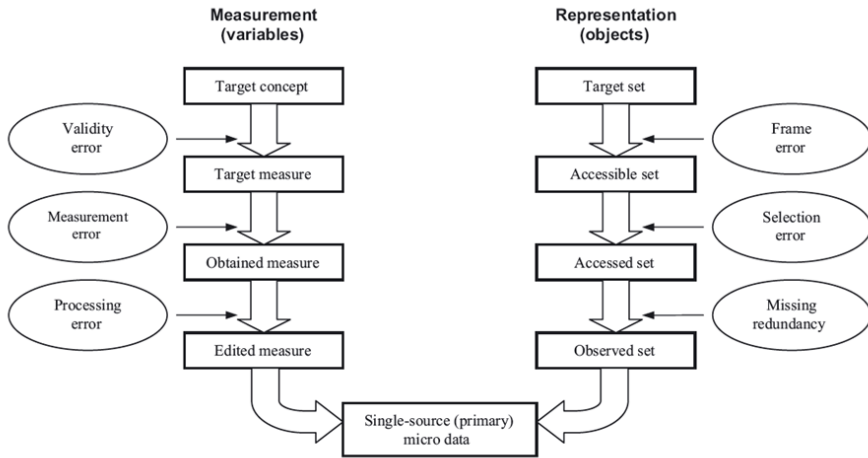 Measurement
(variables)
Representation
(objects)
Target concept
Target set
Validity
error
Frame
error
Target measure
Accessible set
Measurement
error
Selection
error
Obtained measure
Accessed set
Processing
error
Missing
redundancy
Edited measure
Observed set
Single-source (primary)
micro data